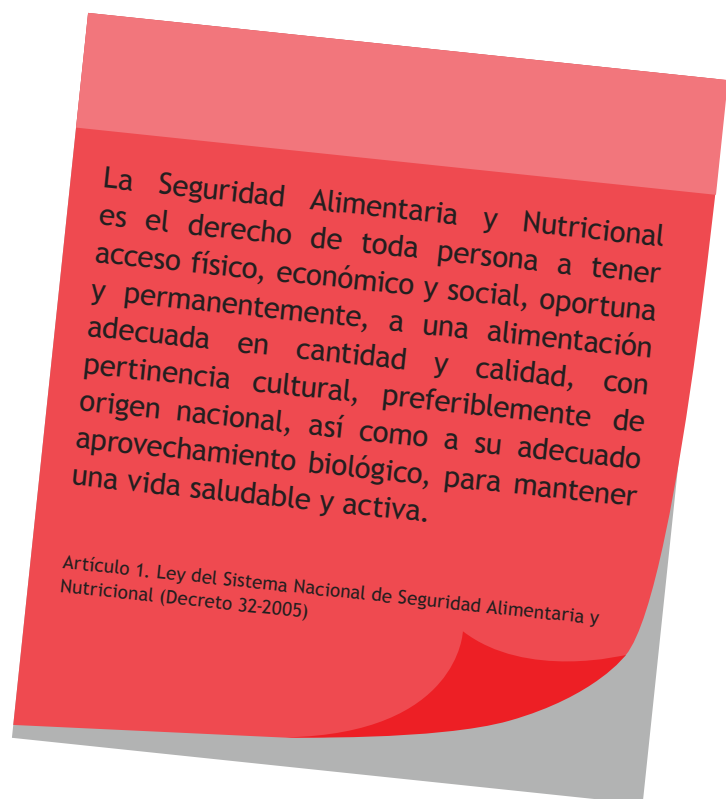 La Seguridad Alimentaria y Nutricional
es el derecho de toda persona a tener
acceso físico, económico y social, oportuna
y permanentemente, a una alimentación
adecuada en cantidad y calidad, con
pertinencia cultural, preferiblemente de
origen nacional, así como a su adecuado
aprovechamiento biológico, para mantener
una vida saludable y activa.
Artículo 1. Ley del Sistema Nacional de Seguridad Alimentaria y
Nutricional (Decreto 32-2005)